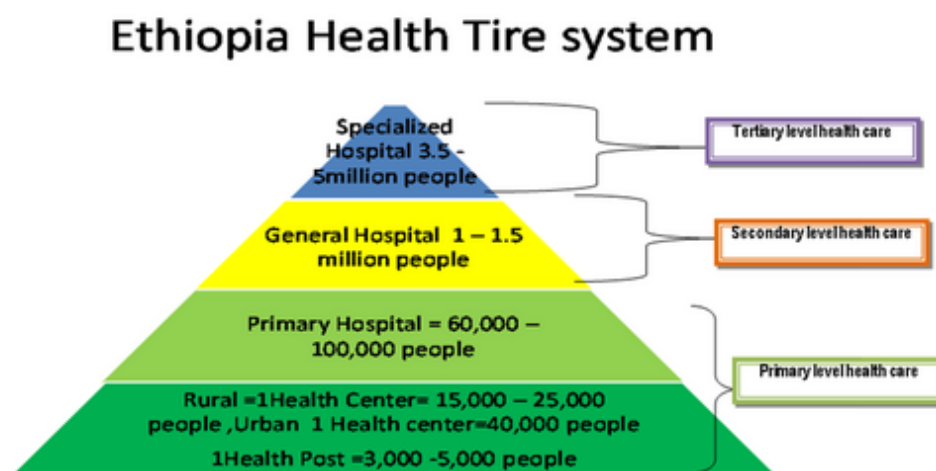 Ethiopia Health Tire system
Specialized
Hospital 3.5 -
5million people
Tertiary level health care
General Hospital 1 – 1.5
million people
Secondary level health care
Primary Hospital = 60,000 –
100,000 people
Primary level health care
Rural =1Health Center= 15,000 – 25,000
people ,Urban 1 Health center=40,000 people
1Health Post =3,000 -5,000 people